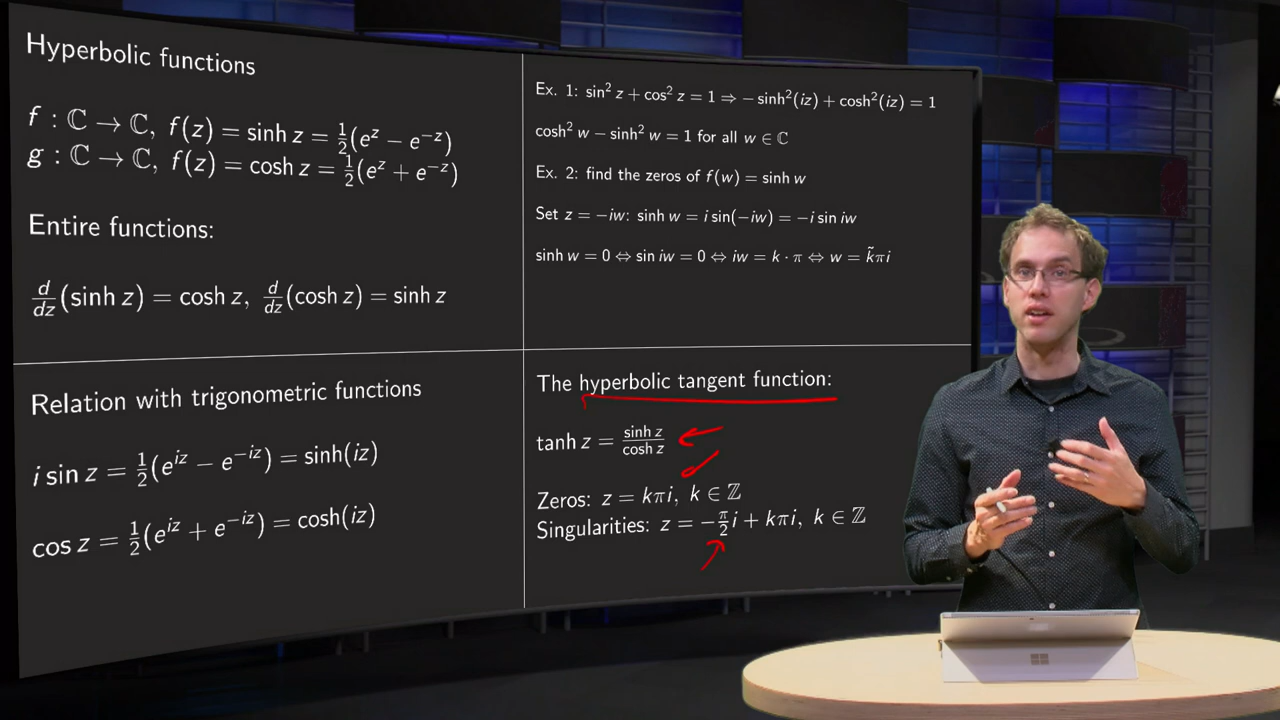 Hyperbolic functions
f : ℂ → ℂ, f(z) = sinh z = ½(e^z − e^{−z})
g : ℂ → ℂ, f(z) = cosh z = ½(e^z + e^{−z})
Entire functions:
d/dz (sinh z) = cosh z, d/dz (cosh z) = sinh z
Ex. 1: sin² z + cos² z = 1 ⇒ − sinh²(iz) + cosh²(iz) = 1
cosh² w − sinh² w = 1 for all w ∈ ℂ
Ex. 2: find the zeros of f(w) = sinh w
Set z = −iw: sinh w = i sin(−iw) = −i sin iw
sinh w = 0 ⇔ sin iw = 0 ⇔ iw = k · π ⇔ w = k̃πi
Relation with trigonometric functions
i sin z = ½(e^{iz} − e^{−iz}) = sinh(iz)
cos z = ½(e^{iz} + e^{−iz}) = cosh(iz)
The hyperbolic tangent function:
tanh z = sinh z / cosh z
Zeros: z = kπi, k ∈ ℤ
Singularities: z = −π/2 i + kπi, k ∈ ℤ